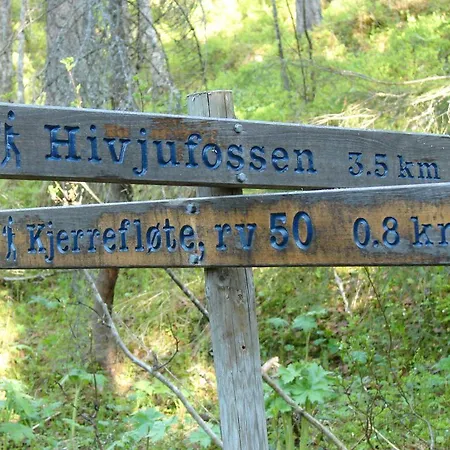 Hivjufossen 3.5 km
Kjerrefløte, rv 50 0.8 km